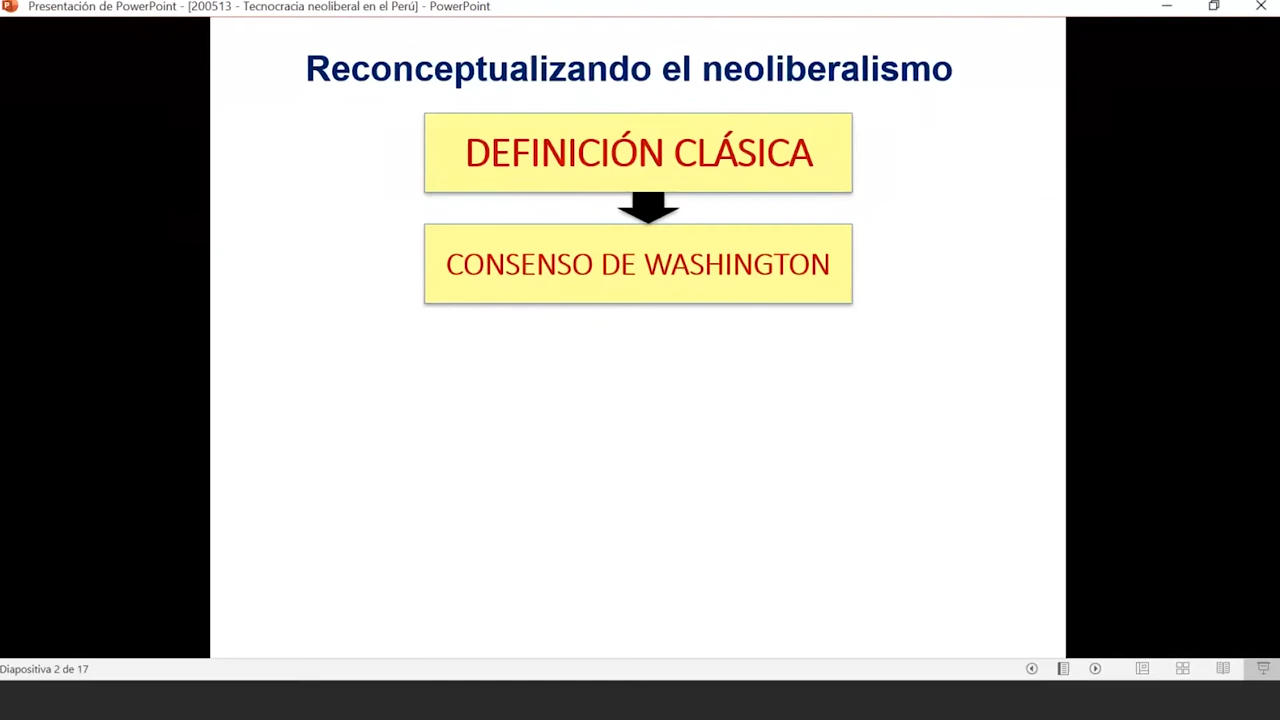 Presentación de PowerPoint - [200513 - Tecnocracia neoliberal en el Perú] - PowerPoint
Reconceptualizando el neoliberalismo
DEFINICIÓN CLÁSICA
CONSENSO DE WASHINGTON
Diapositiva 2 de 17